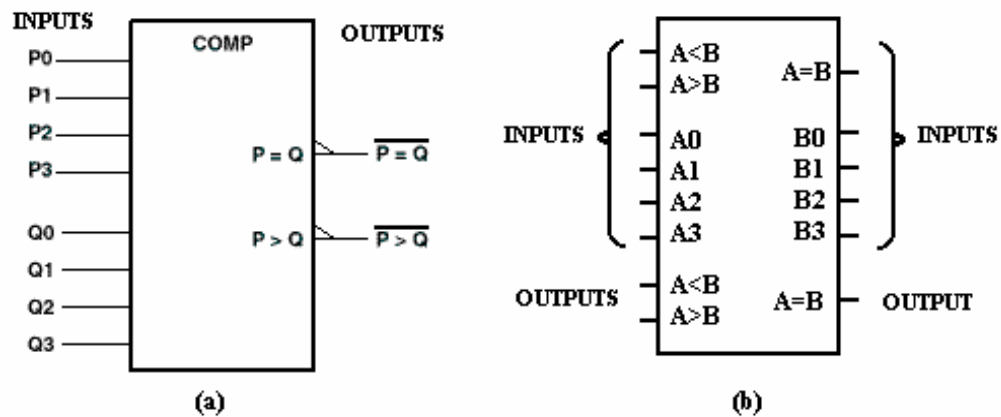 INPUTS
COMP
OUTPUTS
P0
P1
P2
P3
P = Q
P = Q
Q0
P > Q
P > Q
Q1
Q2
Q3
(a)
A<B
A=B
A>B
INPUTS
A0
B0
INPUTS
A1
B1
A2
B2
A3
B3
OUTPUTS
A<B
A=B
OUTPUT
A>B
(b)